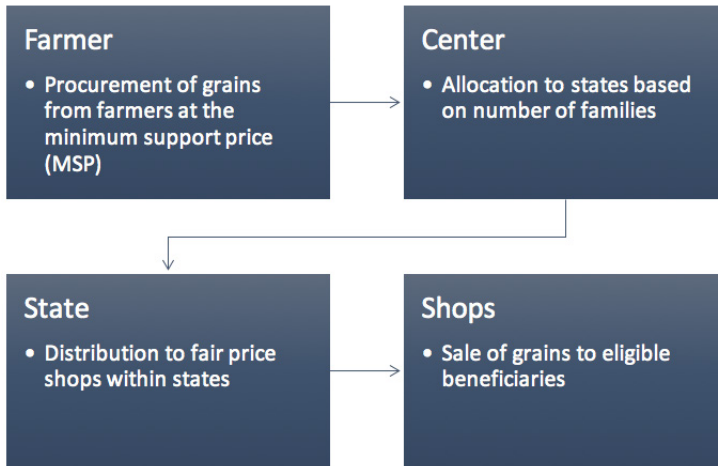 Farmer
• Procurement of grains
from farmers at the
minimum support price
(MSP)
Center
• Allocation to states based
on number of families
State
• Distribution to fair price
shops within states
Shops
• Sale of grains to eligible
beneficiaries